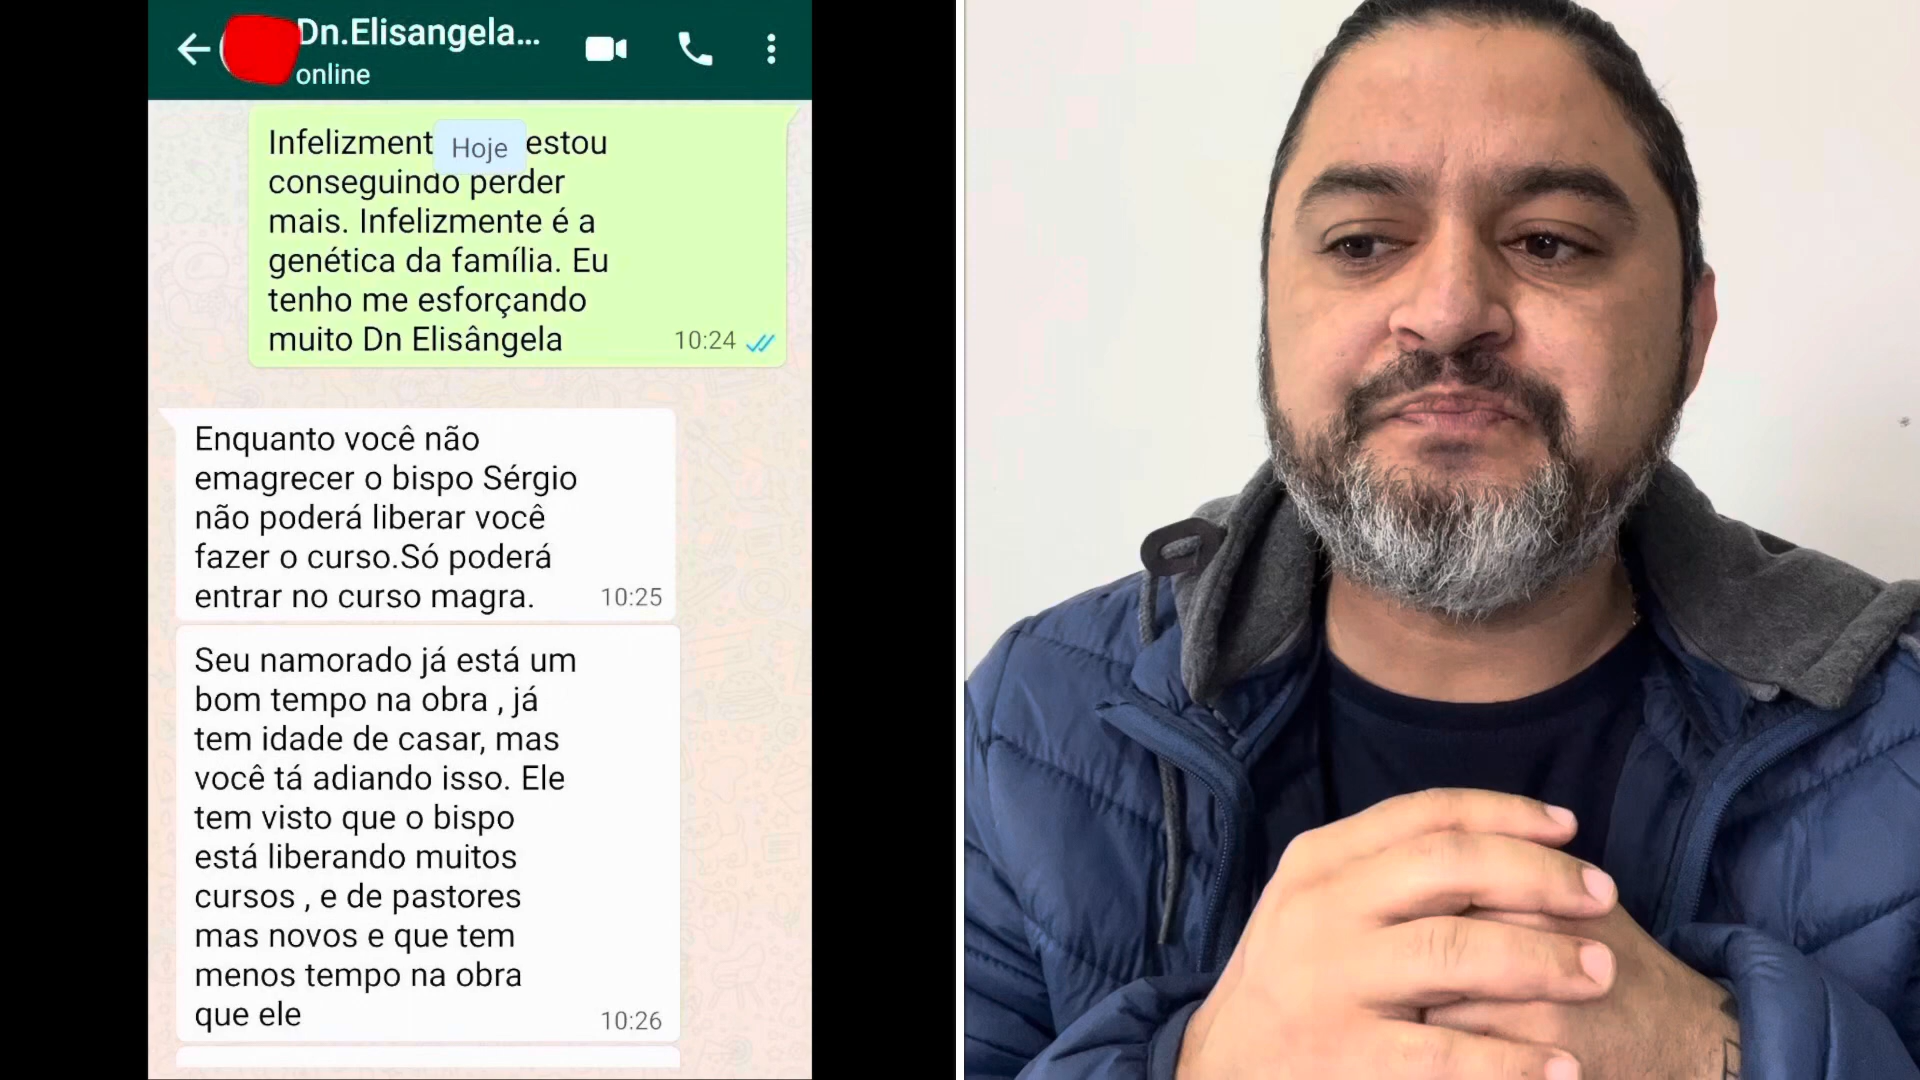 Dn.Elisangela...
online
Hoje
Infelizment estou
conseguindo perder
mais. Infelizmente é a
genética da família. Eu
tenho me esforçando
muito Dn Elisângela
10:24
Enquanto você não
emagrecer o bispo Sérgio
não poderá liberar você
fazer o curso.Só poderá
entrar no curso magra.
10:25
Seu namorado já está um
bom tempo na obra , já
tem idade de casar, mas
você tá adiando isso. Ele
tem visto que o bispo
está liberando muitos
cursos , e de pastores
mas novos e que tem
menos tempo na obra
que ele
10:26